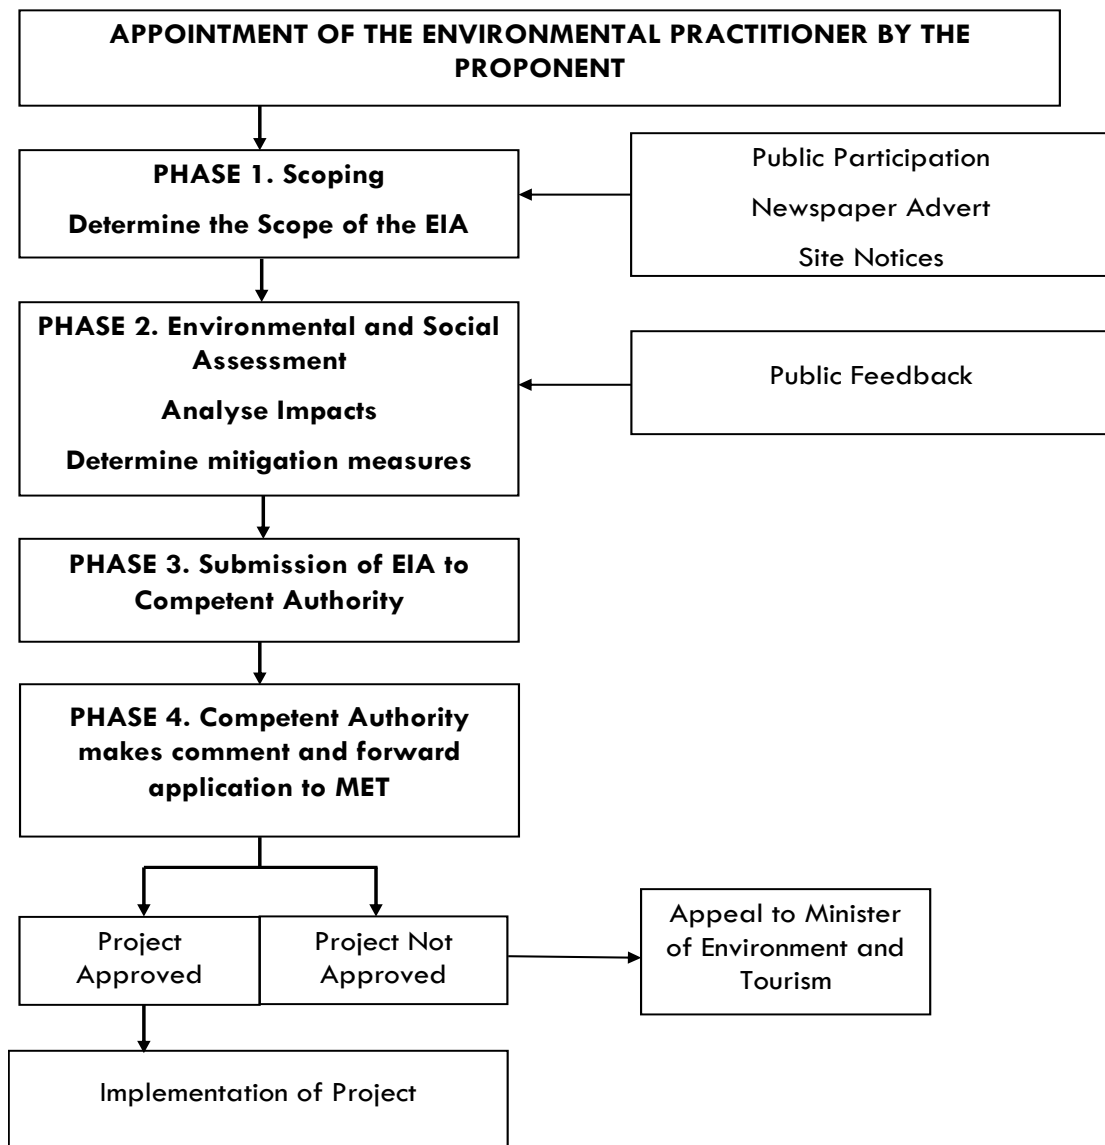 APPOINTMENT OF THE ENVIRONMENTAL PRACTITIONER BY THE
PROPONENT
PHASE 1. Scoping
Determine the Scope of the EIA
Public Participation
Newspaper Advert
Site Notices
PHASE 2. Environmental and Social
Assessment
Analyse Impacts
Determine mitigation measures
Public Feedback
PHASE 3. Submission of EIA to
Competent Authority
PHASE 4. Competent Authority
makes comment and forward
application to MET
Project
Approved
Project Not
Approved
Appeal to Minister
of Environment and
Tourism
Implementation of Project